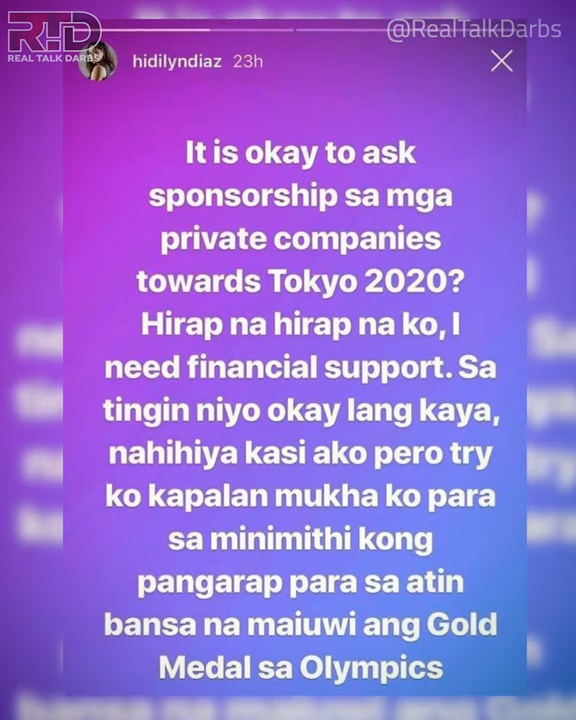 RTD
REAL TALK DARBS
@RealTalkDarbs
hidilyndiaz 23h
It is okay to ask
sponsorship sa mga
private companies
towards Tokyo 2020?
Hirap na hirap na ko, I
need financial support. Sa
tingin niyo okay lang kaya,
nahihiya kasi ako pero try
ko kapalan mukha ko para
sa minimithi kong
pangarap para sa atin
bansa na maiuwi ang Gold
Medal sa Olympics